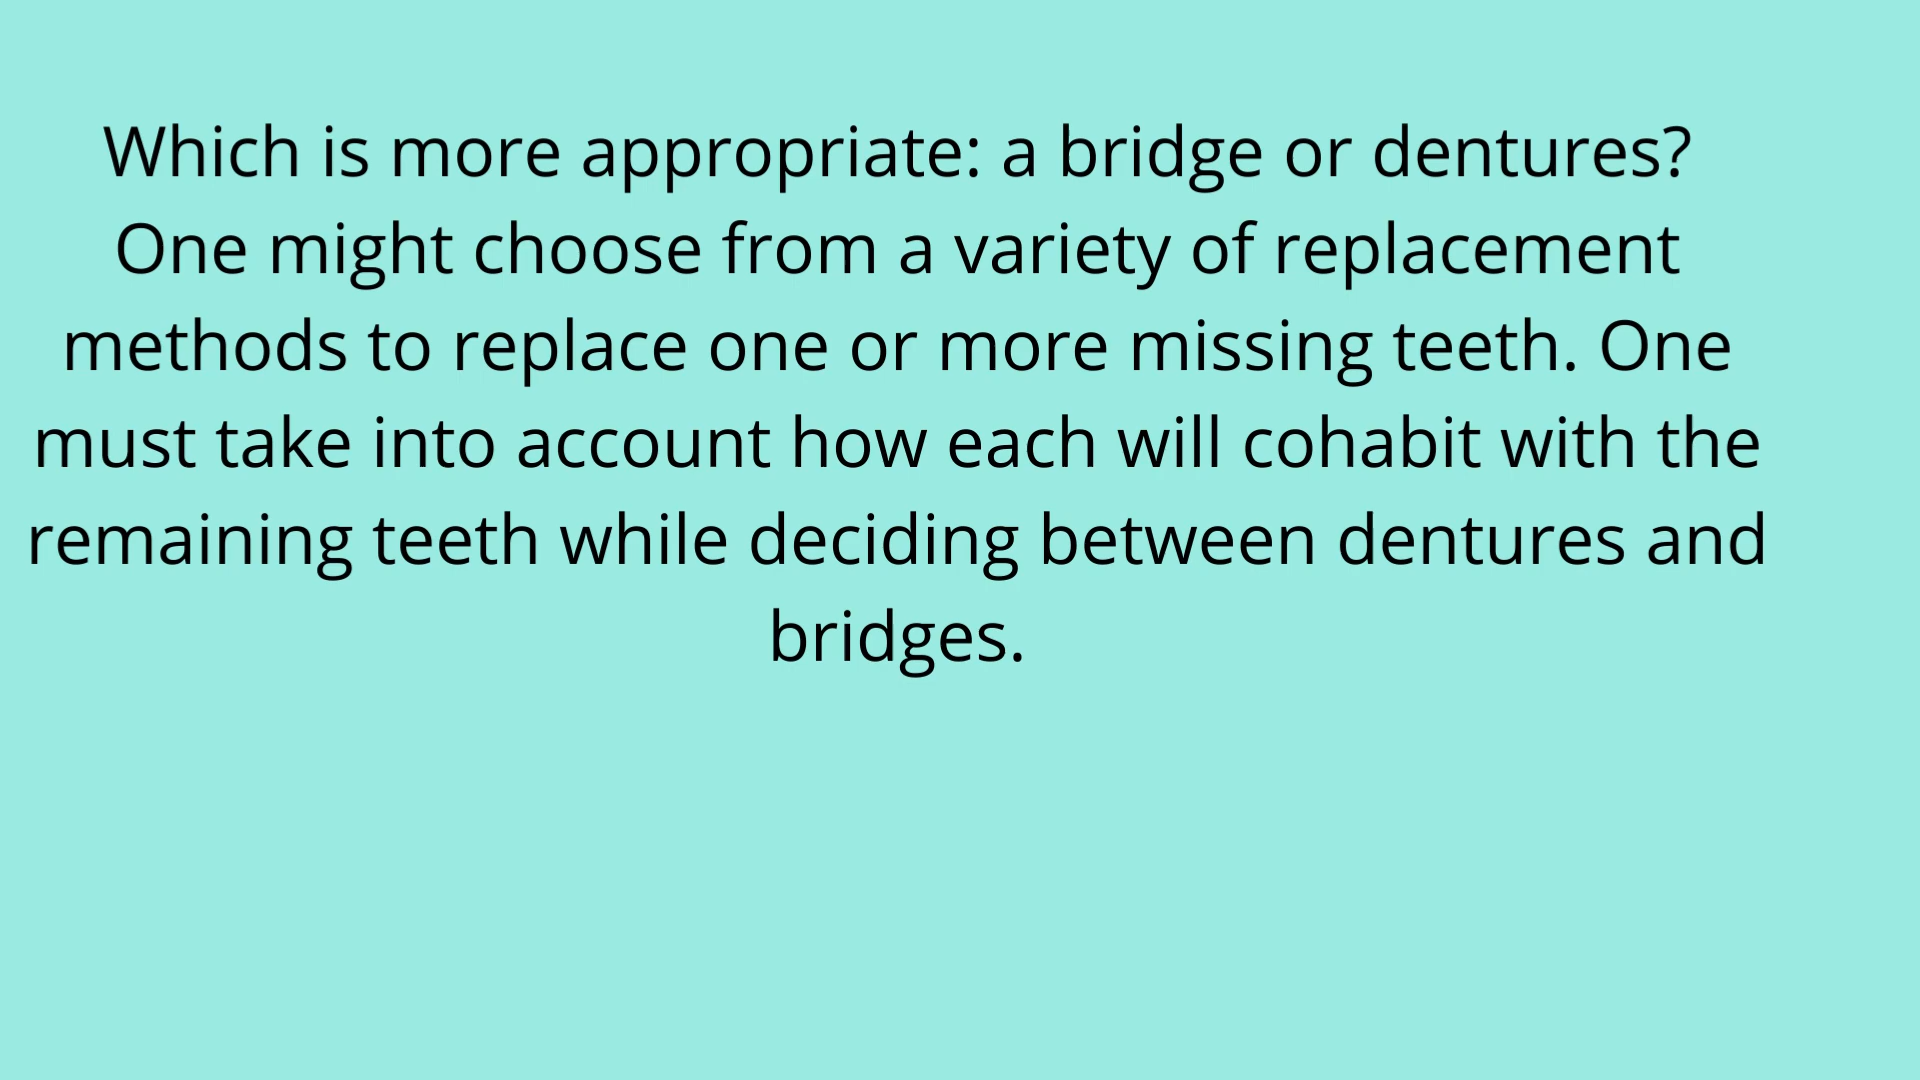 Which is more appropriate: a bridge or dentures?
One might choose from a variety of replacement
methods to replace one or more missing teeth. One
must take into account how each will cohabit with the
remaining teeth while deciding between dentures and
bridges.